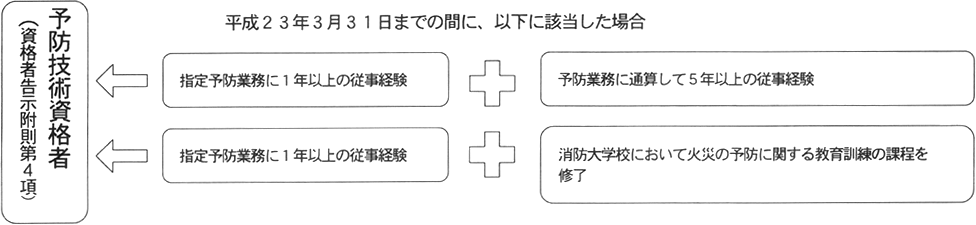 予防技術資格者
（資格者告示附則第４項）
平成２３年３月３１日までの間に、以下に該当した場合
指定予防業務に１年以上の従事経験
予防業務に通算して５年以上の従事経験
指定予防業務に１年以上の従事経験
消防大学校において火災の予防に関する教育訓練の課程を
修了